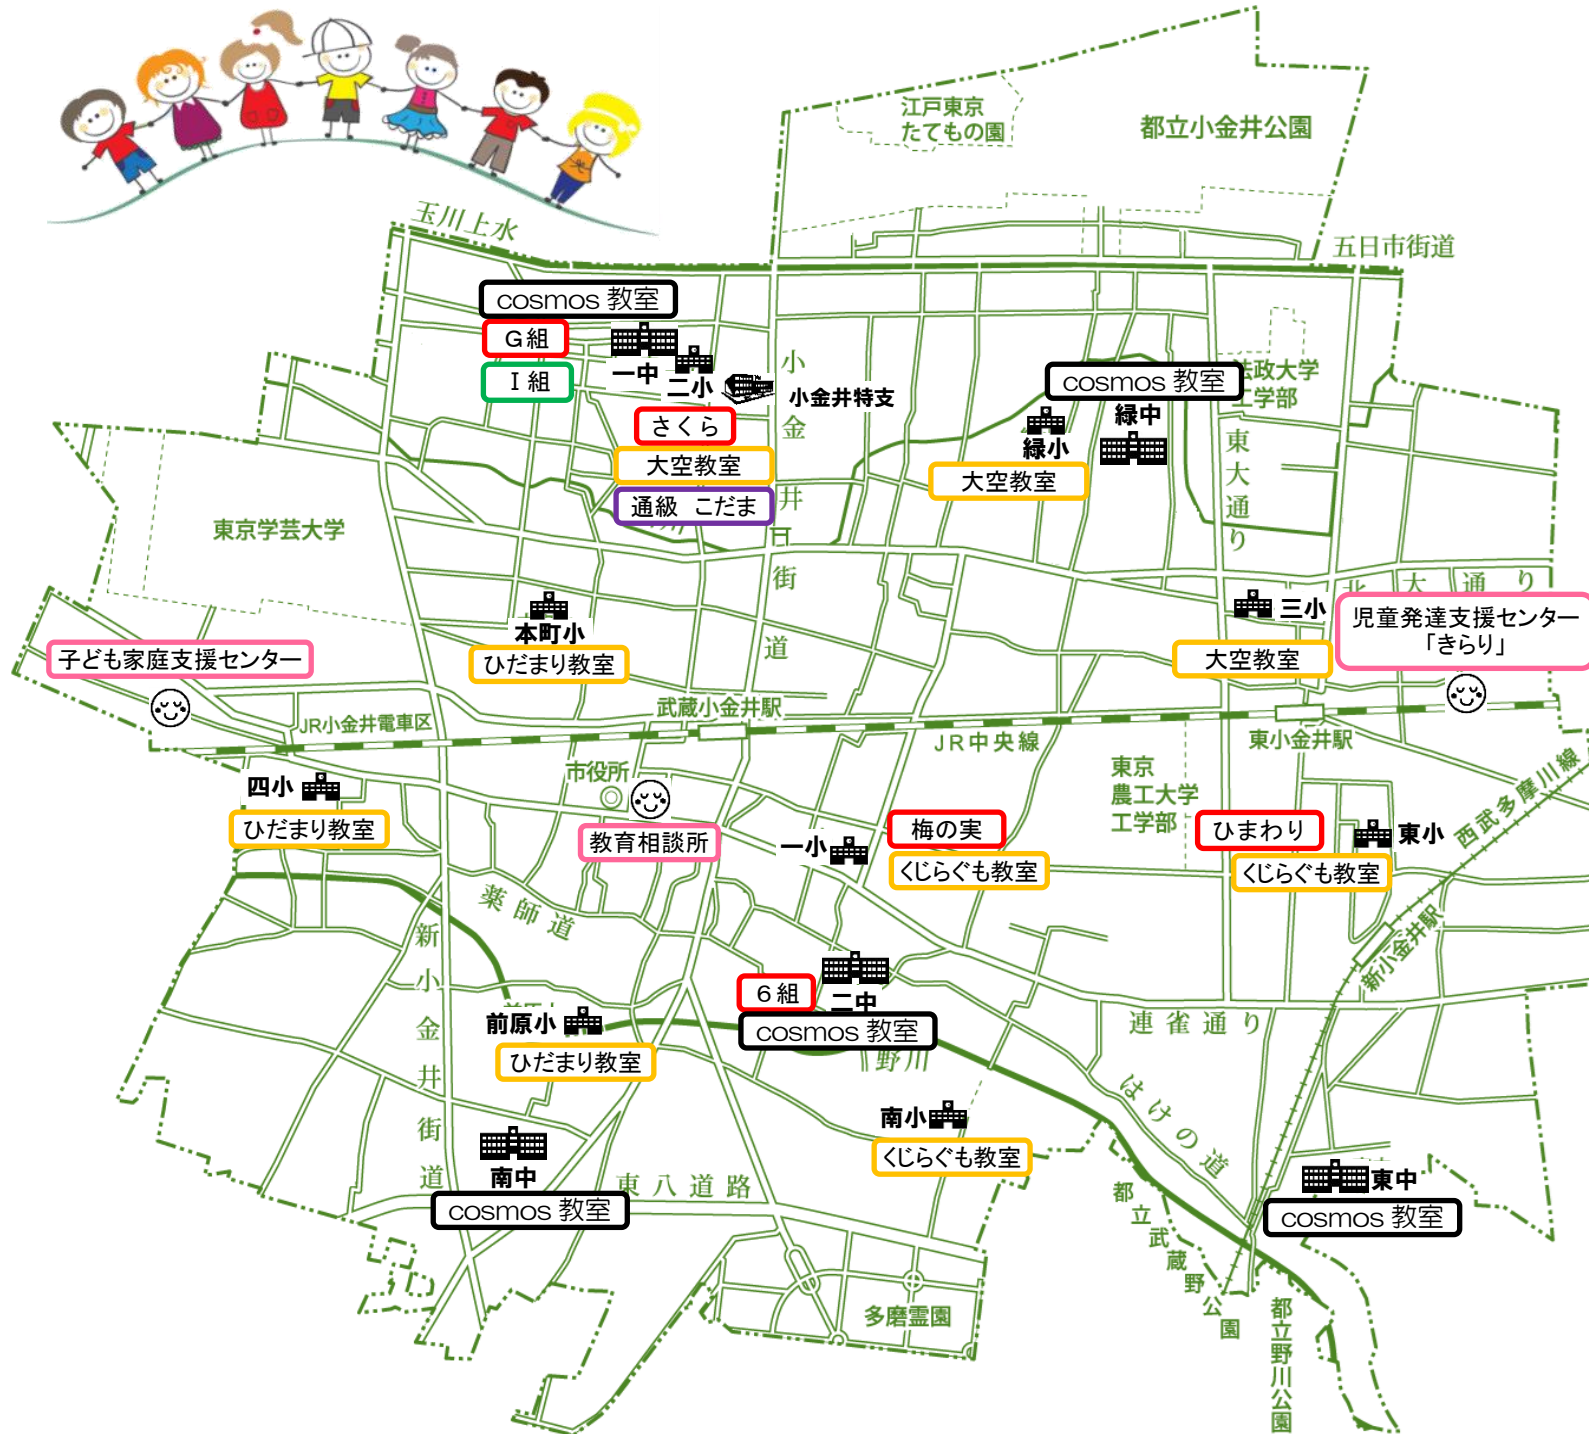 江戸東京
たてもの園
都立小金井公園
玉川上水
五日市街道
cosmos 教室
G組
I組
一中
二小
小金井特支
さくら
大空教室
通級 こだま
小金井街道
cosmos 教室
法政大学
工学部
緑小
緑中
大空教室
東大通り
東京学芸大学
北大通り
本町小
ひだまり教室
三小
大空教室
児童発達支援センター
「きらり」
子ども家庭支援センター
JR小金井電車区
武蔵小金井駅
JR中央線
東小金井駅
西武多摩川線
四小
ひだまり教室
市役所
教育相談所
一小
梅の実
くじらぐも教室
東京
農工大学
工学部
ひまわり
くじらぐも教室
東小
新小金井駅
薬師道
新小金井街道
前原小
ひだまり教室
6組
二中
cosmos 教室
野川
連雀通り
はけの道
南小
くじらぐも教室
南中
cosmos 教室
東八道路
東中
cosmos 教室
都立武蔵野公園
多磨霊園
都立野川公園